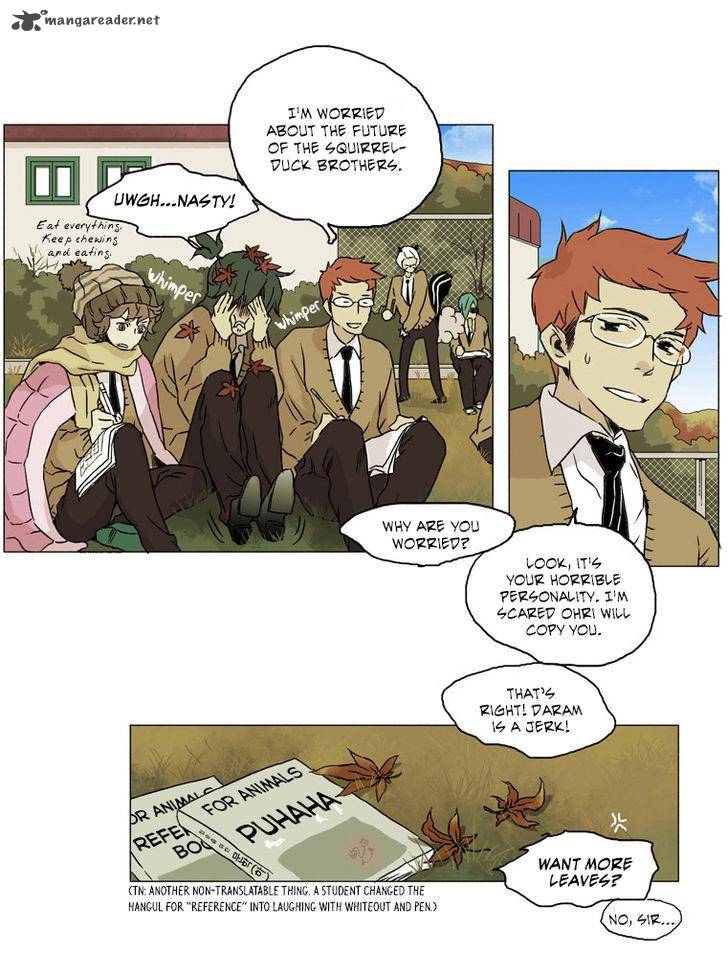 mangareader.net
I'M WORRIED
ABOUT THE FUTURE
OF THE SQUIRREL-
DUCK BROTHERS.
UWGH...NASTY!
Eat everything.
Keep chewing
and eating.
Whimper
Whimper
WHY ARE YOU
WORRIED?
LOOK, IT'S
YOUR HORRIBLE
PERSONALITY. I'M
SCARED OHRI WILL
COPY YOU.
THAT'S
RIGHT! DARAM
IS A JERK!
OR ANIMALS
REFE
BOO
FOR ANIMALS
PUHAHA
WANT MORE
LEAVES?
NO, SIR...
(TN: ANOTHER NON-TRANSLATABLE THING. A STUDENT CHANGED THE
HANGUL FOR "REFERENCE" INTO LAUGHING WITH WHITEOUT AND PEN.)